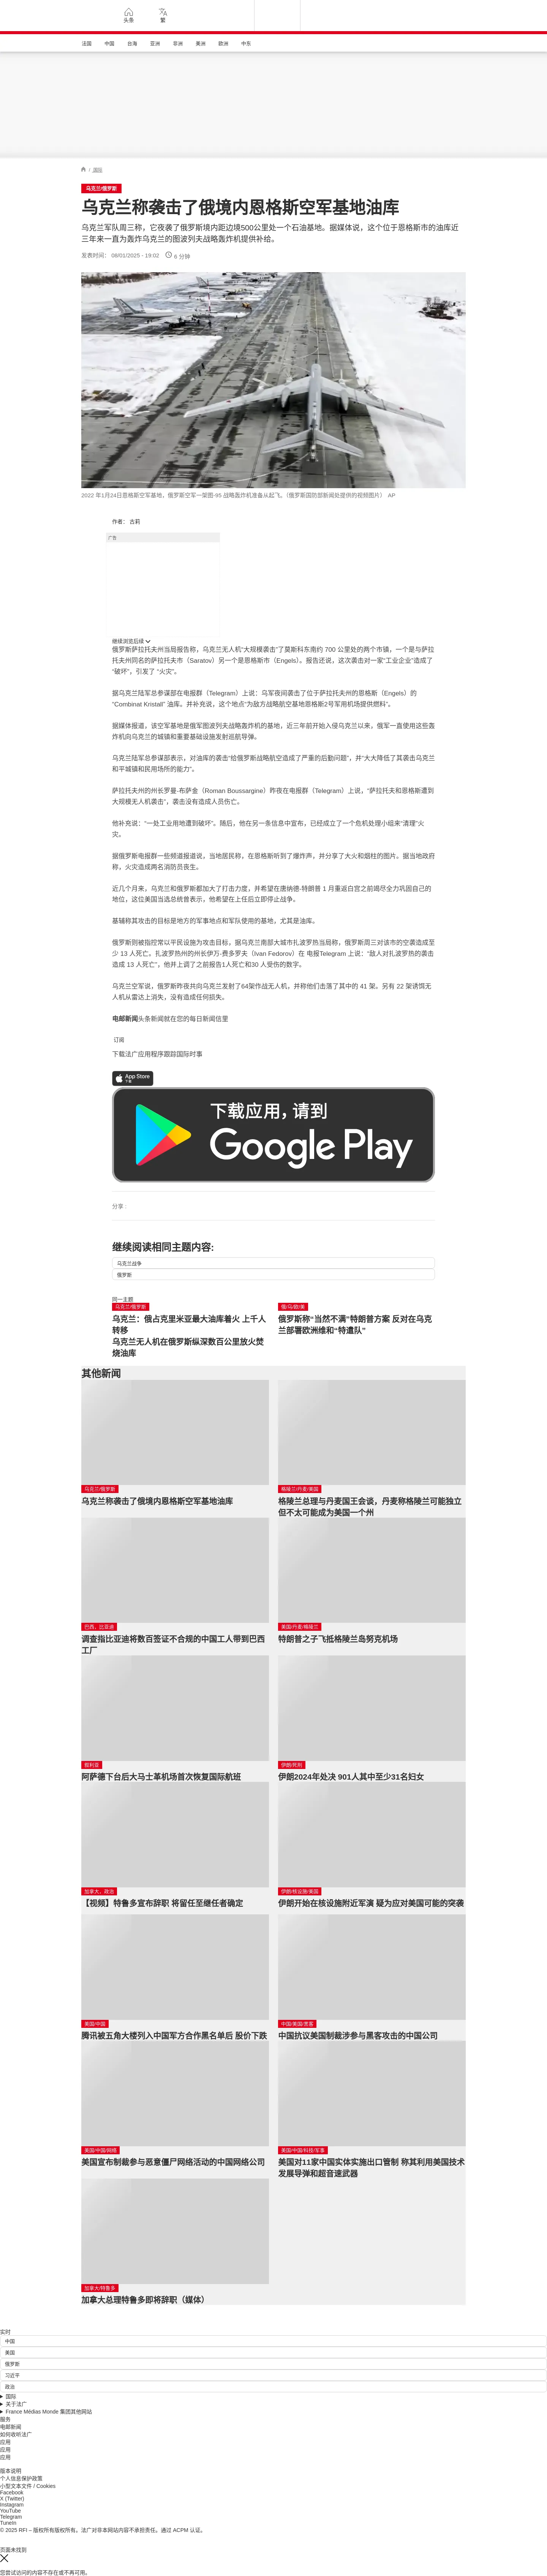 头条
繁
法国 中国 台海 亚洲 非洲 美洲 欧洲 中东
/ 国际
乌克兰/俄罗斯
乌克兰称袭击了俄境内恩格斯空军基地油库
乌克兰军队周三称，它夜袭了俄罗斯境内距边境500公里处一个石油基地。据媒体说，这个位于恩格斯市的油库近
三年来一直为轰炸乌克兰的图波列夫战略轰炸机提供补给。
发表时间： 08/01/2025 - 19:02 6 分钟
2022 年1月24日恩格斯空军基地，俄罗斯空军一架图-95 战略轰炸机准备从起飞。（俄罗斯国防部新闻处提供的视频图片） AP
作者： 古莉
广告
继续浏览后续
俄罗斯萨拉托夫州当局报告称，乌克兰无人机“大规模袭击”了莫斯科东南约 700 公里处的两个市镇，一个是与萨拉
托夫州同名的萨拉托夫市（Saratov）另一个是恩格斯市（Engels）。报告还说，这次袭击对一家“工业企业”造成了
“破坏”，引发了 “火灾”。
据乌克兰陆军总参谋部在电报群（Telegram）上说：乌军夜间袭击了位于萨拉托夫州的恩格斯（Engels）的
“Combinat Kristall” 油库。并补充说，这个地点“为敌方战略航空基地恩格斯2号军用机场提供燃料”。
据媒体报道，该空军基地是俄军图波列夫战略轰炸机的基地，近三年前开始入侵乌克兰以来，俄军一直使用这些轰
炸机向乌克兰的城镇和重要基础设施发射巡航导弹。
乌克兰陆军总参谋部表示，对油库的袭击“给俄罗斯战略航空造成了严重的后勤问题”，并“大大降低了其袭击乌克兰
和平城镇和民用场所的能力”。
萨拉托夫州的州长罗曼-布萨金（Roman Boussargine）昨夜在电报群（Telegram）上说，“萨拉托夫和恩格斯遭到
大规模无人机袭击”，袭击没有造成人员伤亡。
他补充说：“一处工业用地遭到破坏”。随后，他在另一条信息中宣布，已经成立了一个危机处理小组来“清理”火
灾。
据俄罗斯电报群一些频道报道说，当地居民称，在恩格斯听到了爆炸声，并分享了大火和烟柱的图片。据当地政府
称，火灾造成两名消防员丧生。
近几个月来，乌克兰和俄罗斯都加大了打击力度，并希望在唐纳德·特朗普 1 月重返白宫之前竭尽全力巩固自己的
地位，这位美国当选总统曾表示，他希望在上任后立即停止战争。
基辅称其攻击的目标是地方的军事地点和军队使用的基地，尤其是油库。
俄罗斯则被指控常以平民设施为攻击目标，据乌克兰南部大城市扎波罗热当局称，俄罗斯周三对该市的空袭造成至
少 13 人死亡。扎波罗热州的州长伊万-费多罗夫（Ivan Fedorov）在 电报Telegram 上说：“敌人对扎波罗热的袭击
造成 13 人死亡”，他并上调了之前报告1人死亡和30 人受伤的数字。
乌克兰空军说，俄罗斯昨夜共向乌克兰发射了64架作战无人机，并称他们击落了其中的 41 架。另有 22 架诱饵无
人机从雷达上消失，没有造成任何损失。
电邮新闻头条新闻就在您的每日新闻信里
订阅
下载法广应用程序跟踪国际时事
App Store
下载
下载应用，请到
Google Play
分享 :
继续阅读相同主题内容:
乌克兰战争
俄罗斯
同一主题
乌克兰/俄罗斯
乌克兰：俄占克里米亚最大油库着火 上千人
转移
乌克兰无人机在俄罗斯纵深数百公里放火焚
烧油库
俄/乌/欧/美
俄罗斯称“当然不满”特朗普方案 反对在乌克
兰部署欧洲维和“特遣队”
其他新闻
乌克兰/俄罗斯
乌克兰称袭击了俄境内恩格斯空军基地油库
格陵兰/丹麦/美国
格陵兰总理与丹麦国王会谈，丹麦称格陵兰可能独立
但不太可能成为美国一个州
巴西，比亚迪
调查指比亚迪将数百签证不合规的中国工人带到巴西
工厂
美国/丹麦/格陵兰
特朗普之子飞抵格陵兰岛努克机场
叙利亚
阿萨德下台后大马士革机场首次恢复国际航班
伊朗/死刑
伊朗2024年处决 901人其中至少31名妇女
加拿大，政治
【视频】特鲁多宣布辞职 将留任至继任者确定
伊朗/核设施/美国
伊朗开始在核设施附近军演 疑为应对美国可能的突袭
美国/中国
腾讯被五角大楼列入中国军方合作黑名单后 股价下跌
中国/美国/黑客
中国抗议美国制裁涉参与黑客攻击的中国公司
美国/中国/网络
美国宣布制裁参与恶意僵尸网络活动的中国网络公司
美国/中国/科技/军事
美国对11家中国实体实施出口管制 称其利用美国技术
发展导弹和超音速武器
加拿大/特鲁多
加拿大总理特鲁多即将辞职（媒体）
实时
中国
美国
俄罗斯
习近平
政治
国际
关于法广
France Médias Monde 集团其他网站
服务
电邮新闻
如何收听法广
应用
应用
应用
版本说明
个人信息保护政策
小型文本文件 / Cookies
Facebook
X (Twitter)
Instagram
YouTube
Telegram
TuneIn
© 2025 RFI – 版权所有版权所有。法广对非本网站内容不承担责任。通过 ACPM 认证。
页面未找到
您尝试访问的内容不存在或不再可用。